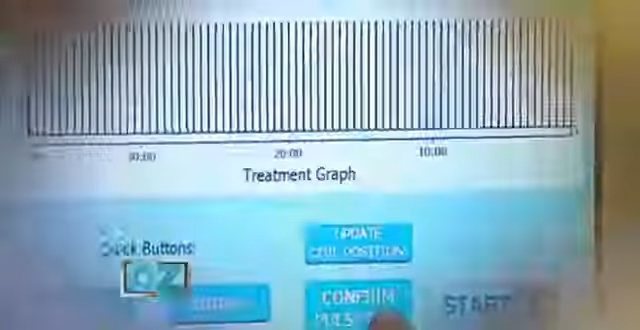 30:00 20:00 10:00
Treatment Graph
Quick Buttons:
UPDATE
COIL POSITION
CONFIRM
START